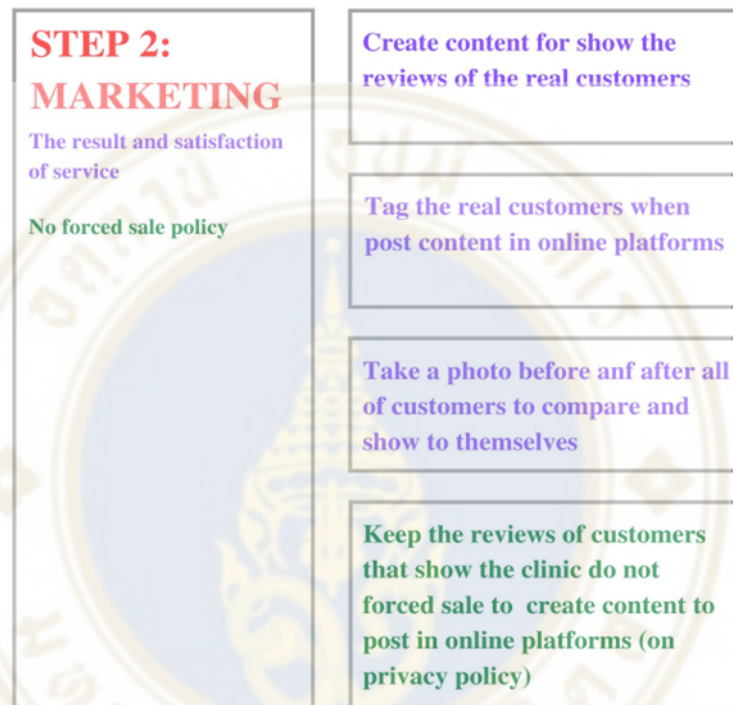 STEP 2:
MARKETING
The result and satisfaction
of service
No forced sale policy
Create content for show the
reviews of the real customers
Tag the real customers when
post content in online platforms
Take a photo before anf after all
of customers to compare and
show to themselves
Keep the reviews of customers
that show the clinic do not
forced sale to create content to
post in online platforms (on
privacy policy)